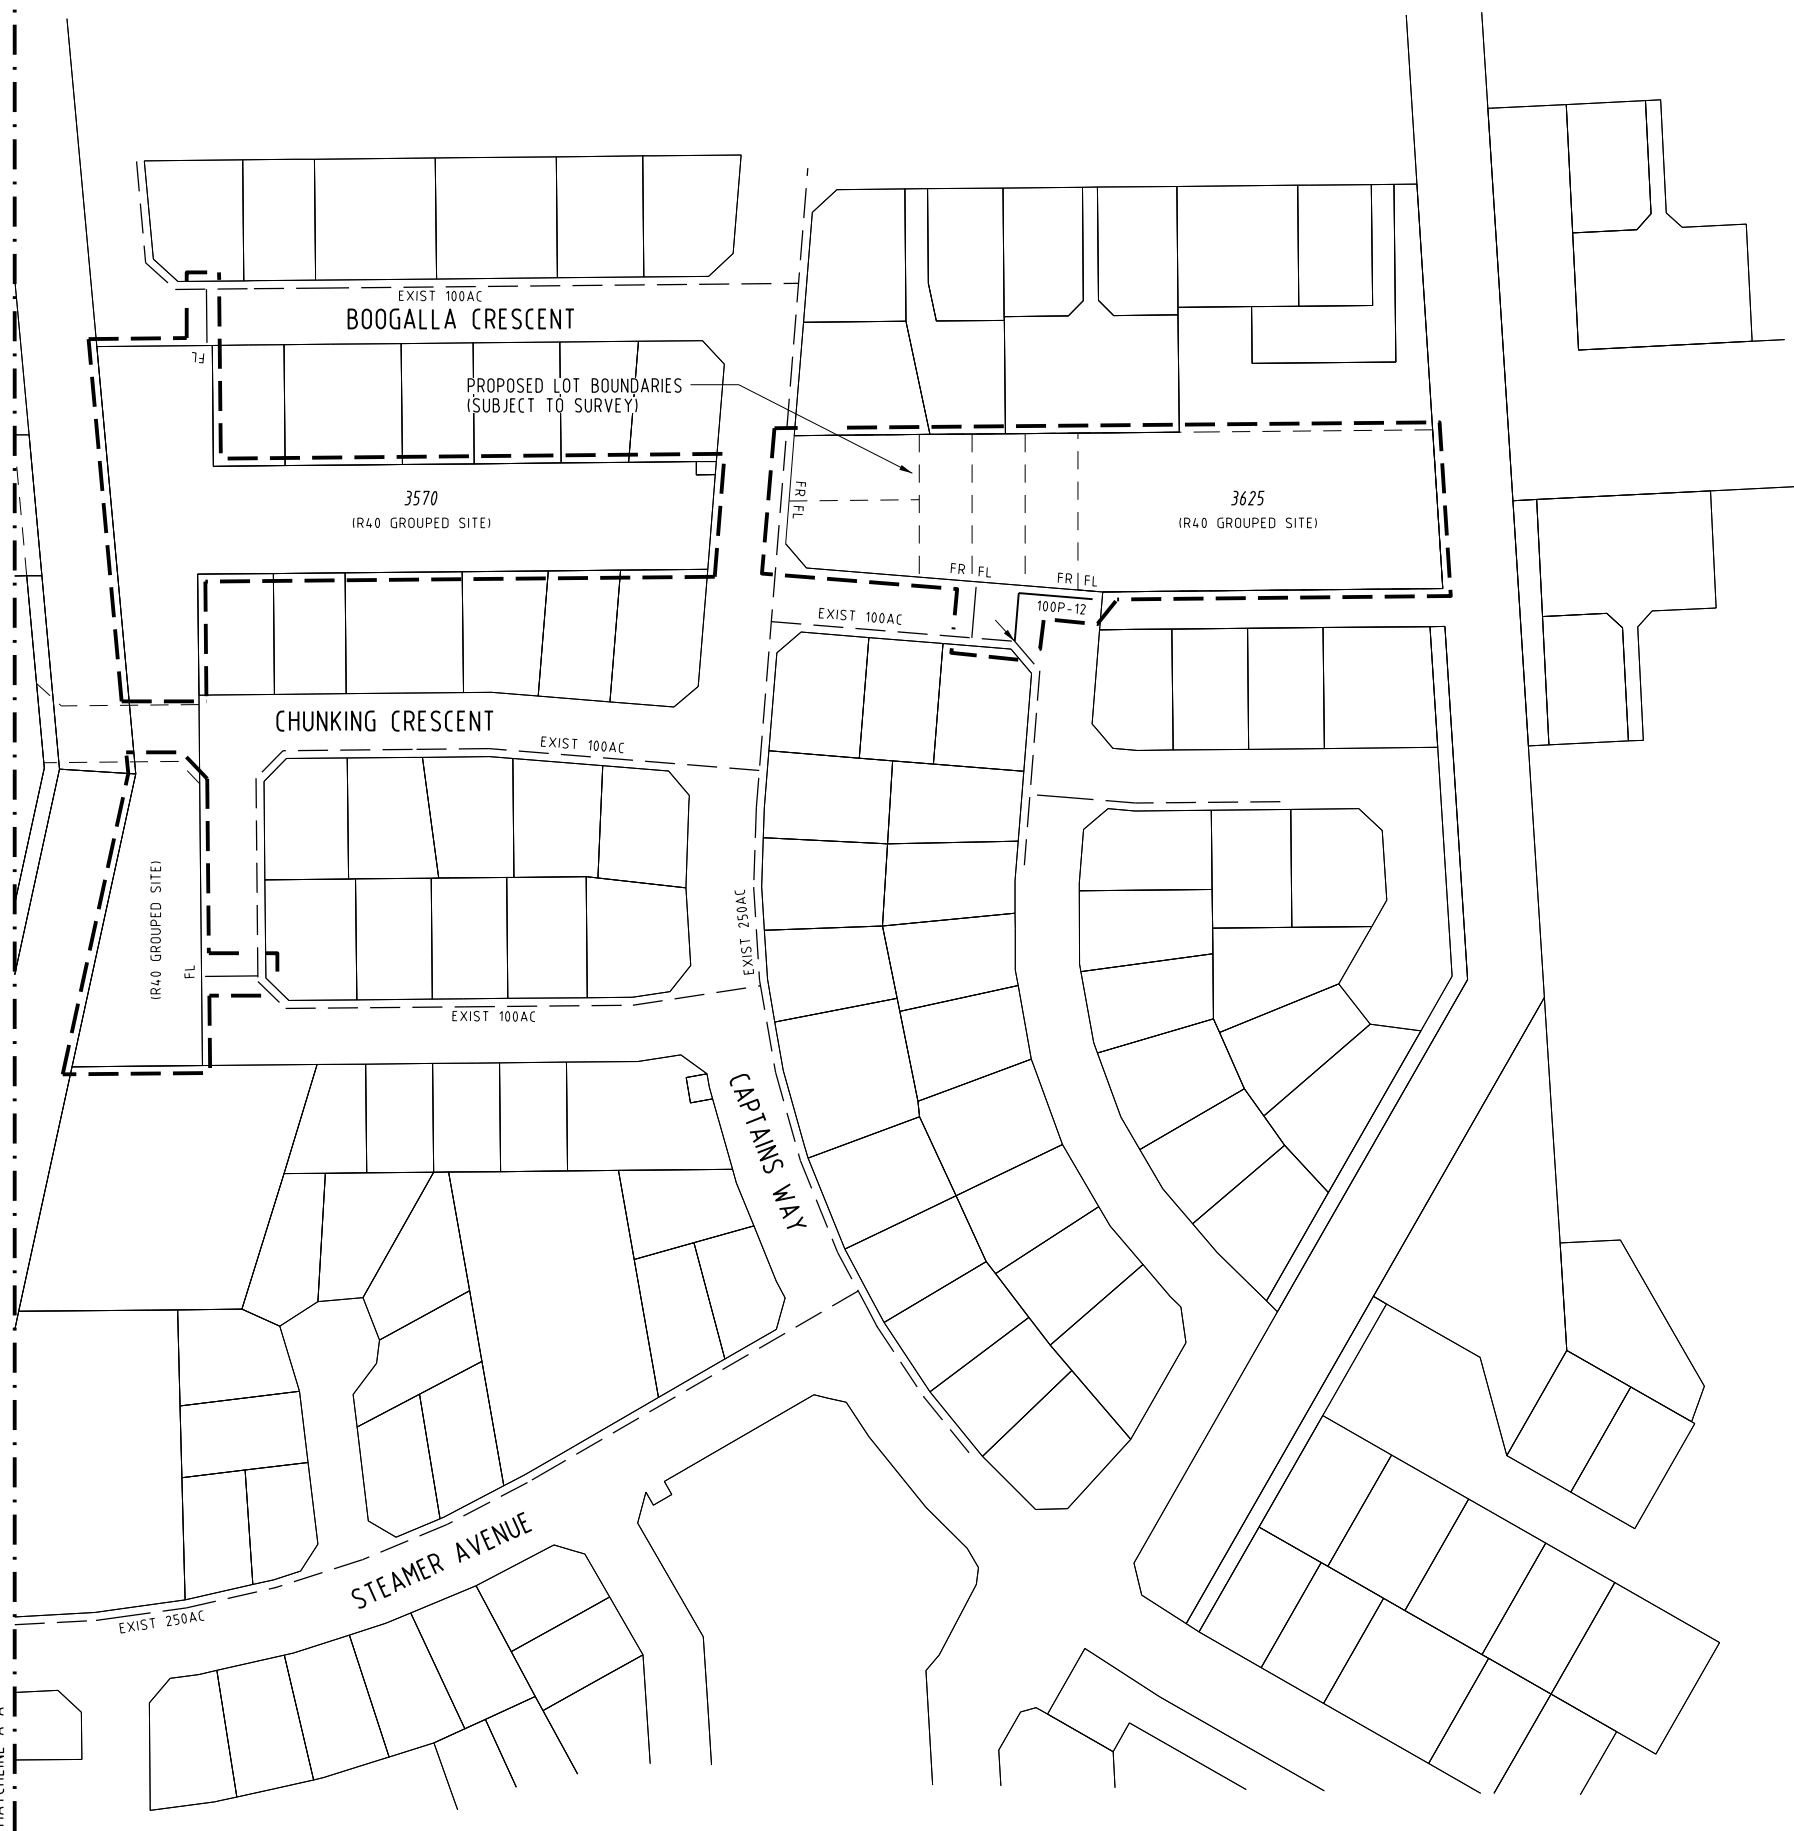 EXIST 100AC
BOOGALLA CRESCENT
FL
PROPOSED LOT BOUNDARIES
(SUBJECT TO SURVEY)
3570
(R40 GROUPED SITE)
FR FL
3625
(R40 GROUPED SITE)
FR FL
FR FL
100P-12
EXIST 100AC
CHUNKING CRESCENT
EXIST 100AC
(R40 GROUPED SITE)
FL
EXIST 250AC
EXIST 100AC
CAPTAINS WAY
STEAMER AVENUE
EXIST 250AC